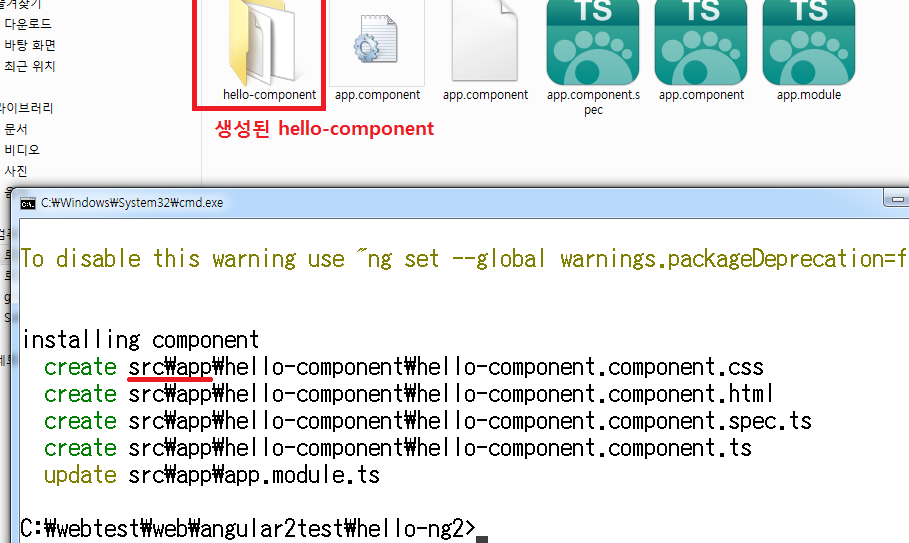 즐겨찾기
다운로드
바탕 화면
최근 위치
라이브러리
문서
비디오
사진
TS
TS
TS
hello-component
app.component
app.component
app.component.s
pec
app.component
app.module
생성된 hello-component
C:\Windows\System32\cmd.exe
To disable this warning use "ng set --global warnings.packageDeprecation=f
installing component
create src\app\hello-component\hello-component.component.css
create src\app\hello-component\hello-component.component.html
create src\app\hello-component\hello-component.component.spec.ts
create src\app\hello-component\hello-component.component.ts
update src\app\app.module.ts
C:\webtest\web\angular2test\hello-ng2>